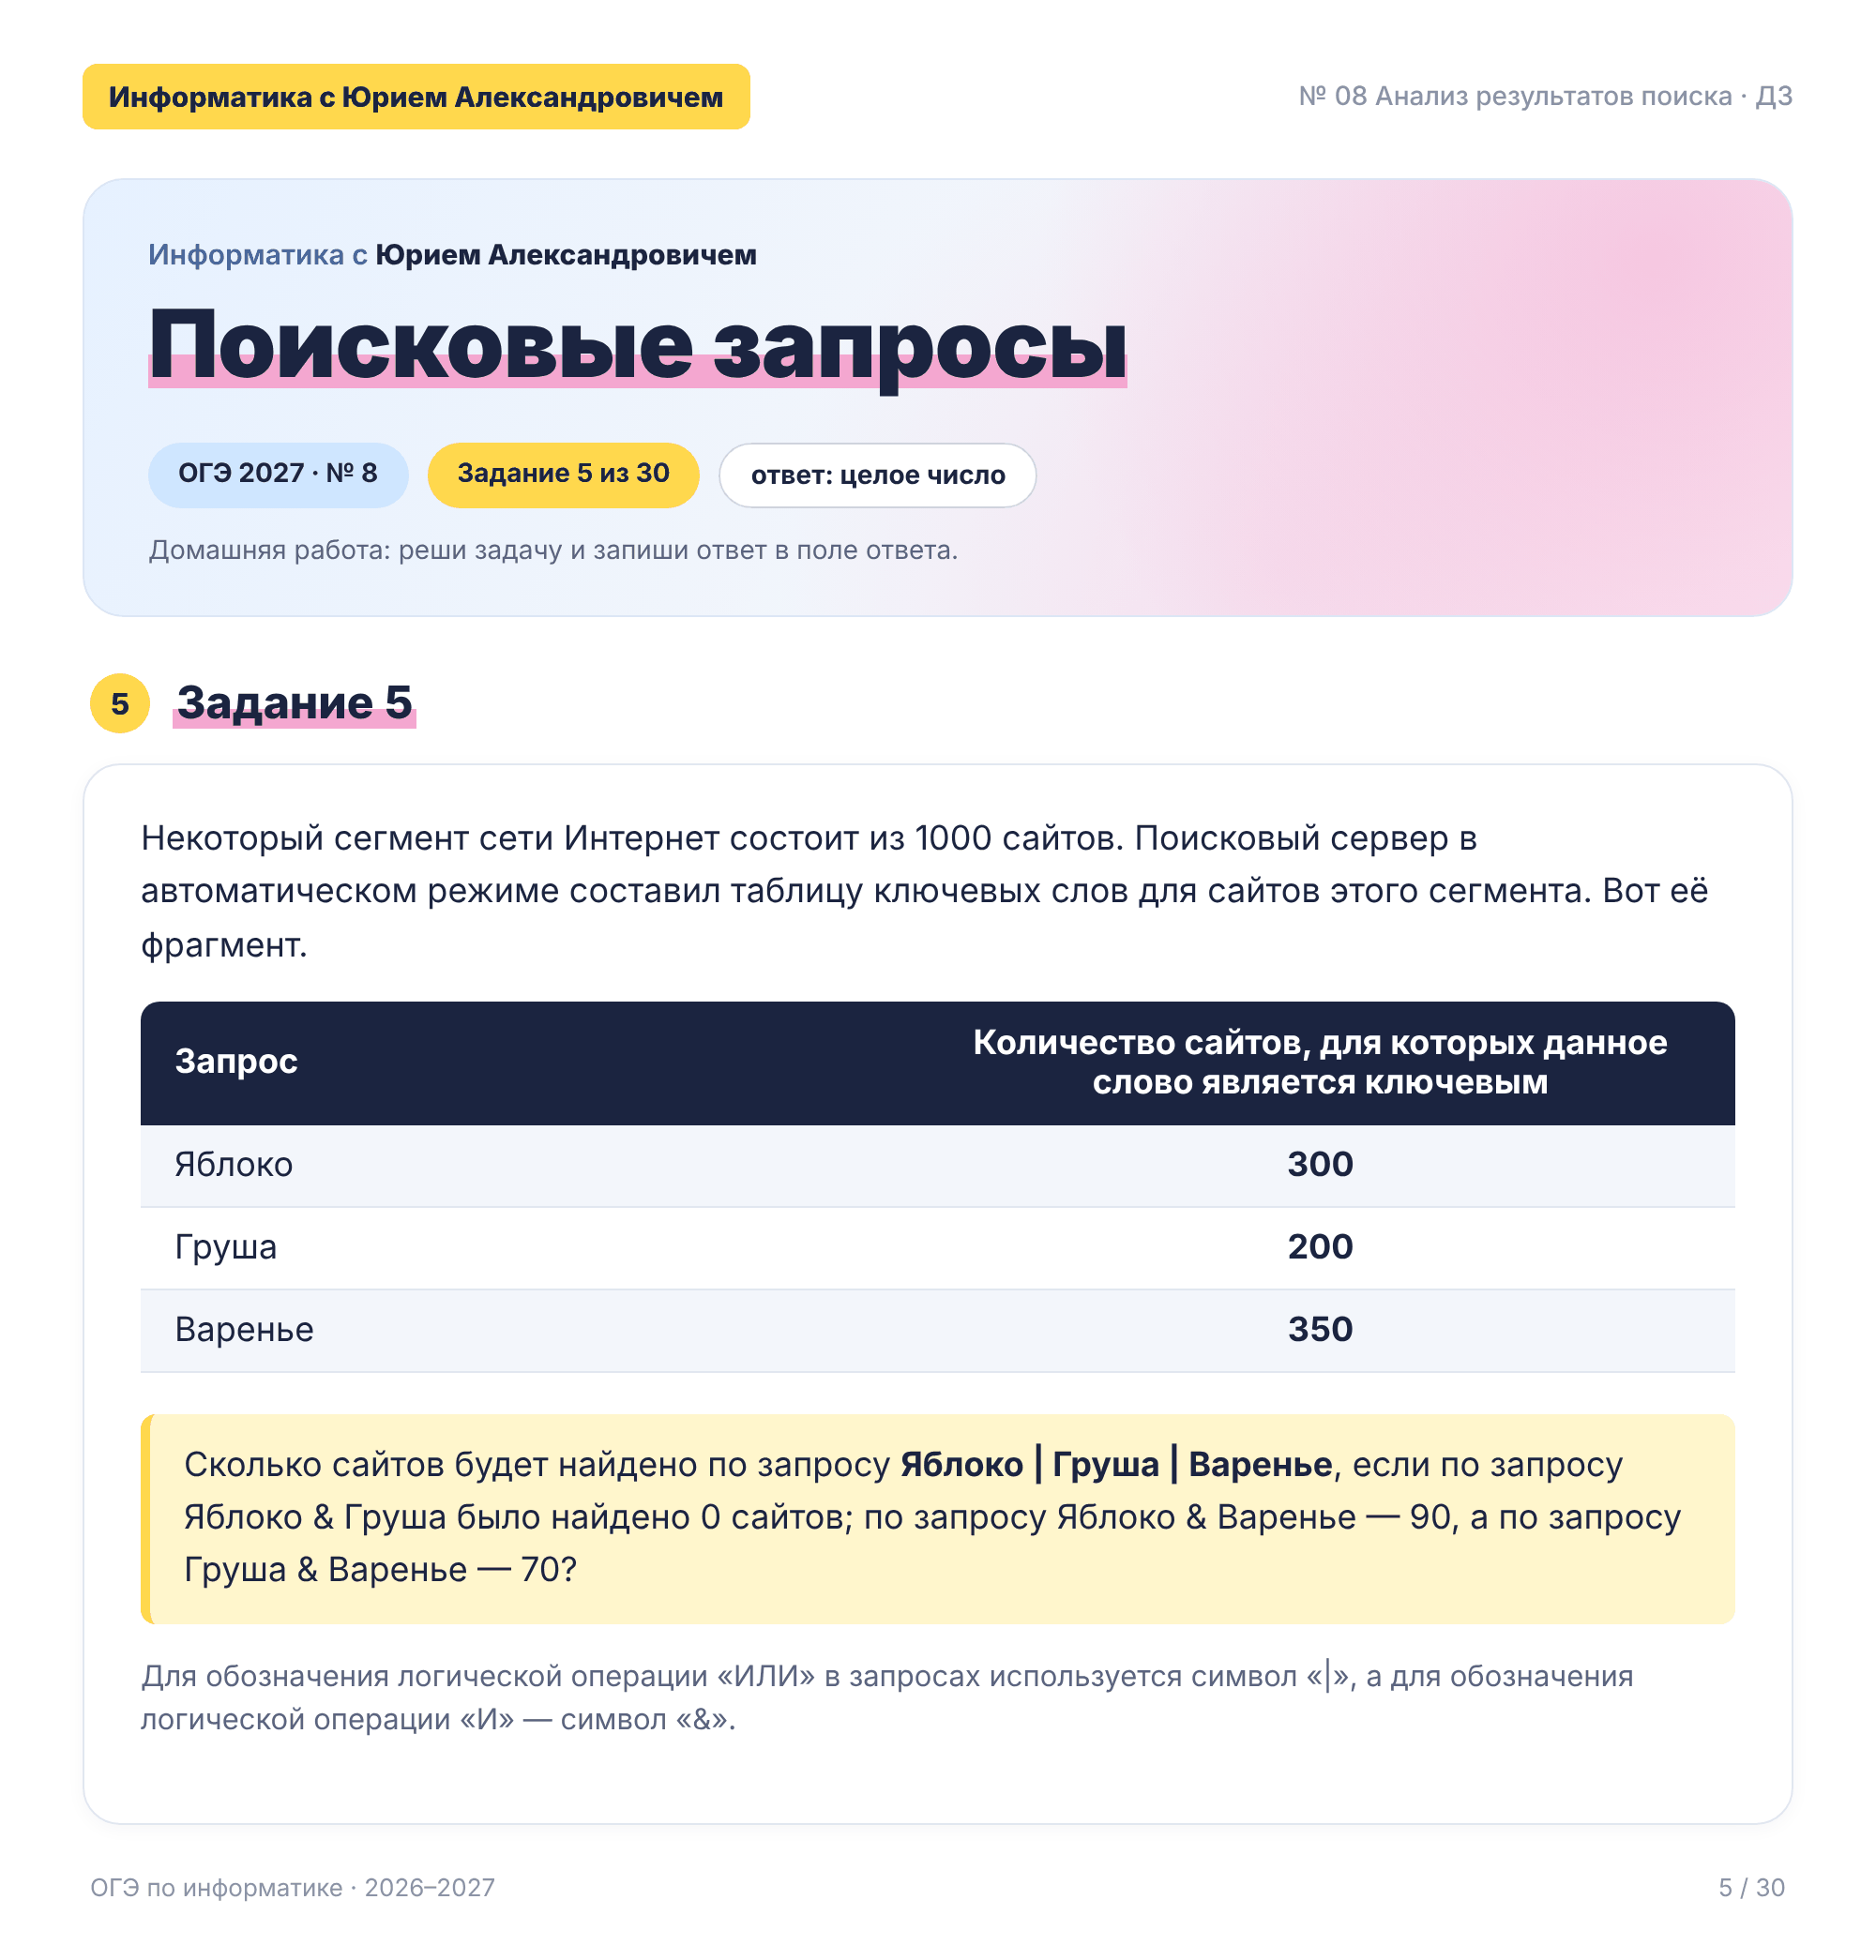 Информатика с Юрием Александровичем
№ 08 Анализ результатов поиска · ДЗ
Информатика с Юрием Александровичем
Поисковые запросы
ОГЭ 2027 · № 8
Задание 5 из 30
ответ: целое число
Домашняя работа: реши задачу и запиши ответ в поле ответа.
5
Задание 5
Некоторый сегмент сети Интернет состоит из 1000 сайтов. Поисковый сервер в
автоматическом режиме составил таблицу ключевых слов для сайтов этого сегмента. Вот её
фрагмент.
Запрос
Количество сайтов, для которых данное
слово является ключевым
Яблоко 300
Груша 200
Варенье 350
Сколько сайтов будет найдено по запросу Яблоко | Груша | Варенье, если по запросу
Яблоко & Груша было найдено 0 сайтов; по запросу Яблоко & Варенье — 90, а по запросу
Груша & Варенье — 70?
Для обозначения логической операции «ИЛИ» в запросах используется символ «|», а для обозначения
логической операции «И» — символ «&».
ОГЭ по информатике · 2026–2027
5 / 30